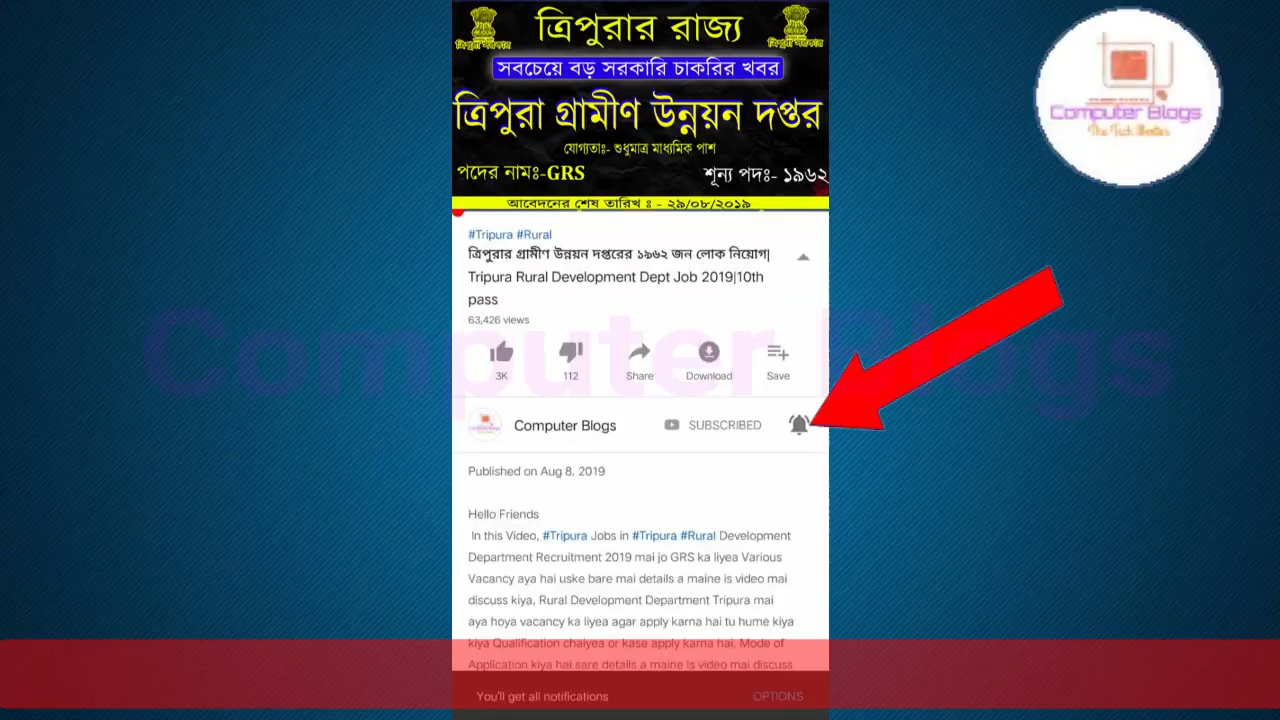 ত্রিপুরার রাজ্য
ত্রিপুরা সরকার
ত্রিপুরা সরকার
সবচেয়ে বড় সরকারি চাকরির খবর
ত্রিপুরা গ্রামীণ উন্নয়ন দপ্তর
যোগ্যতাঃ- শুধুমাত্র মাধ্যমিক পাশ
পদের নামঃ-GRS
শূন্য পদঃ- ১৯৬২
আবেদনের শেষ তারিখ ঃ - ২৯/০৮/২০১৯
Computer Blogs
#Tripura #Rural
ত্রিপুরার গ্রামীণ উন্নয়ন দপ্তরের ১৯৬২ জন লোক নিয়োগ|
Tripura Rural Development Dept Job 2019|10th
pass
63,426 views
3K
112
Share
Download
Save
Computer Blogs
Computer Blogs
SUBSCRIBED
Published on Aug 8, 2019
Hello Friends
In this Video, #Tripura Jobs in #Tripura #Rural Development
Department Recruitment 2019 mai jo GRS ka liyea Various
Vacancy aya hai uske bare mai details a maine is video mai
discuss kiya, Rural Development Department Tripura mai
aya hoya vacancy ka liyea agar apply karna hai tu hume kiya
kiya Qualification chaiyea or kase apply karna hai. Mode of
Application kiya hai sare details a maine is video mai discuss
You'll get all notifications
OPTIONS